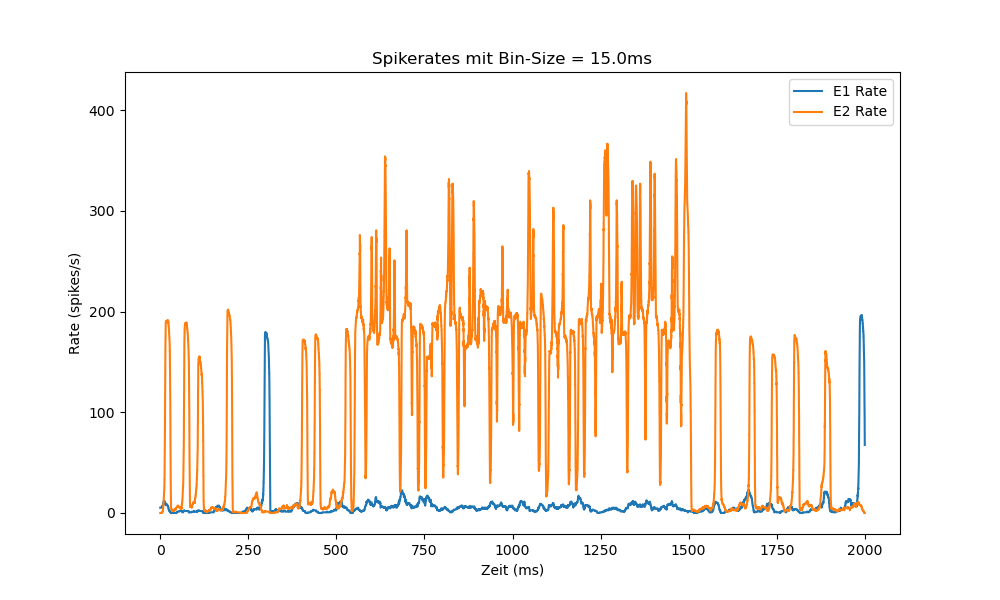 Spikerates mit Bin-Size = 15.0ms
E1 Rate
E2 Rate
Rate (spikes/s)
400
300
200
100
0
0 250 500 750 1000 1250 1500 1750 2000
Zeit (ms)